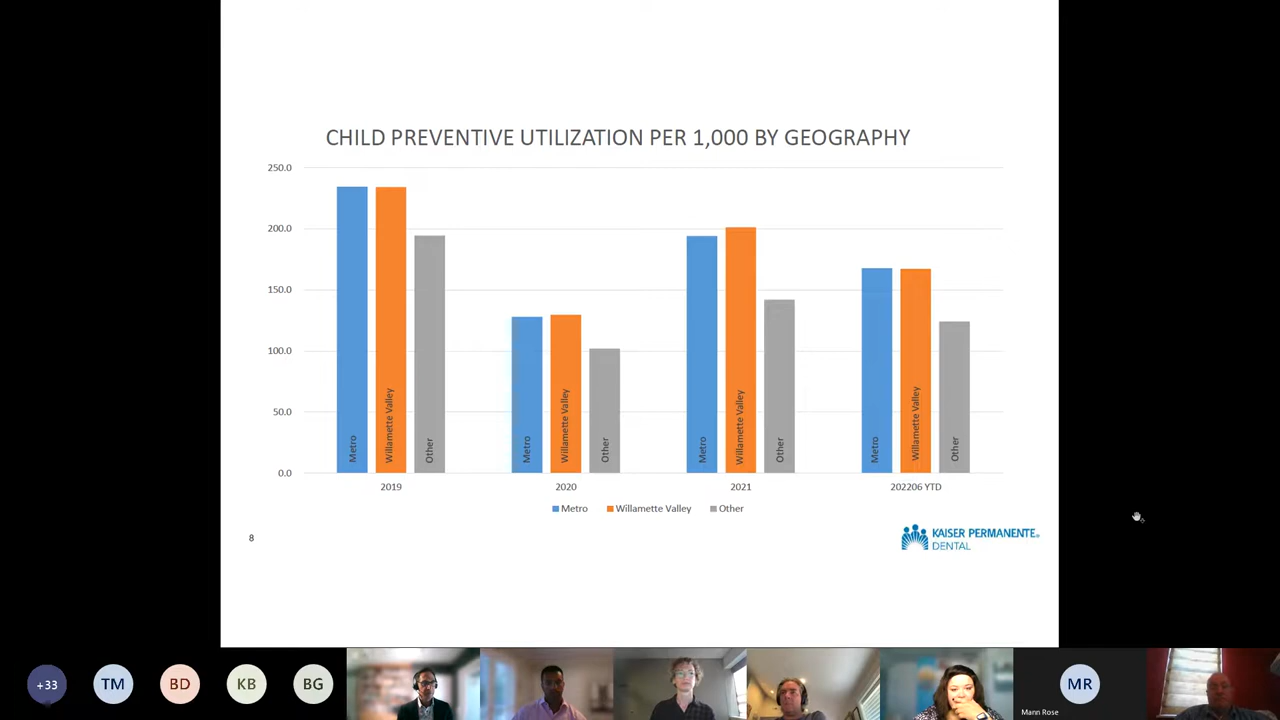 CHILD PREVENTIVE UTILIZATION PER 1,000 BY GEOGRAPHY
250.0
200.0
150.0
100.0
50.0
0.0
Metro
Willamette Valley
Other
Metro
Willamette Valley
Other
Metro
Willamette Valley
Other
Metro
Willamette Valley
Other
2019
2020
2021
202206 YTD
Metro
Willamette Valley
Other
8
KAISER PERMANENTE®
DENTAL
+33
TM
BD
KB
BG
MR
Mann Rose